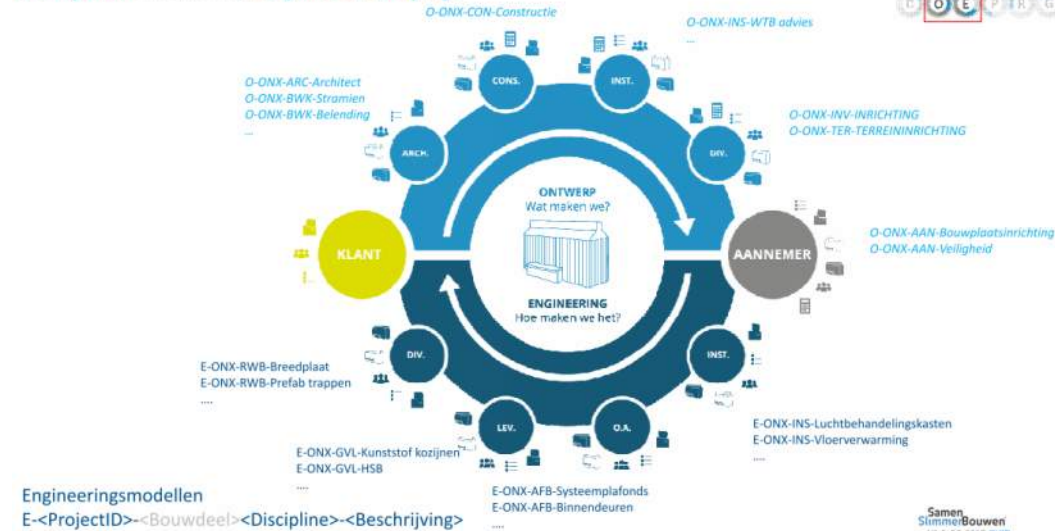 C O E P R G
O-ONX-CON-Constructie
O-ONX-INS-WTB advies
...
O-ONX-ARC-Architect
O-ONX-BWK-Stramien
O-ONX-BWK-Belending
...
CONS.
INST.
ARCH.
DIV.
O-ONX-INV-INRICHTING
O-ONX-TER-TERREININRICHTING
ONTWERP
Wat maken we?
KLANT
AANNEMER
O-ONX-AAN-Bouwplaatsinrichting
O-ONX-AAN-Veiligheid
ENGINEERING
Hoe maken we het?
DIV.
INST.
E-ONX-RWB-Breedplaat
E-ONX-RWB-Prefab trappen
....
LEV.
O.A.
E-ONX-INS-Luchtbehandelingskasten
E-ONX-INS-Vloerverwarming
....
E-ONX-GVL-Kunststof kozijnen
E-ONX-GVL-HSB
....
E-ONX-AFB-Systeemplafonds
E-ONX-AFB-Binnendeuren
....
Engineeringsmodellen
E-<ProjectID>-<Bouwdeel><Discipline>-<Beschrijving>
Samen
SlimmerBouwen